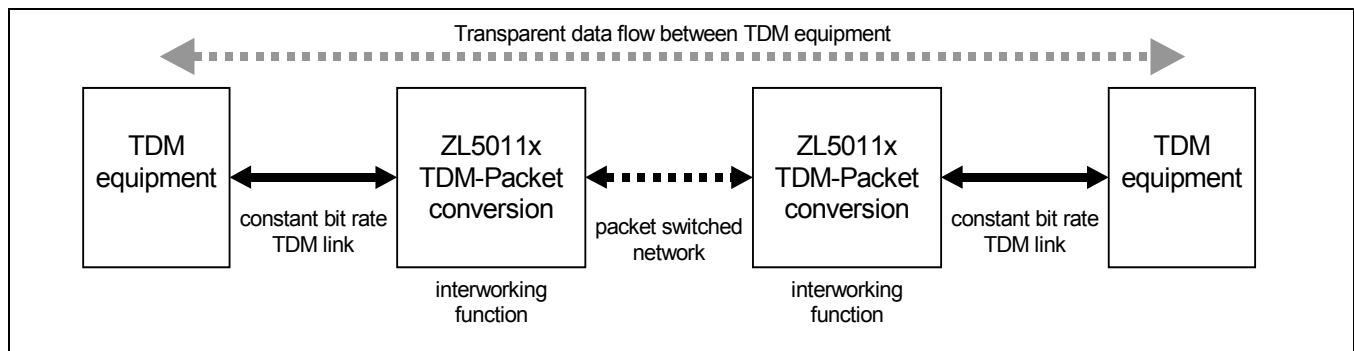 Transparent data flow between TDM equipment
TDM
equipment
constant bit rate
TDM link
ZL5011x
TDM-Packet
conversion
interworking
function
packet switched
network
ZL5011x
TDM-Packet
conversion
interworking
function
constant bit rate
TDM link
TDM
equipment